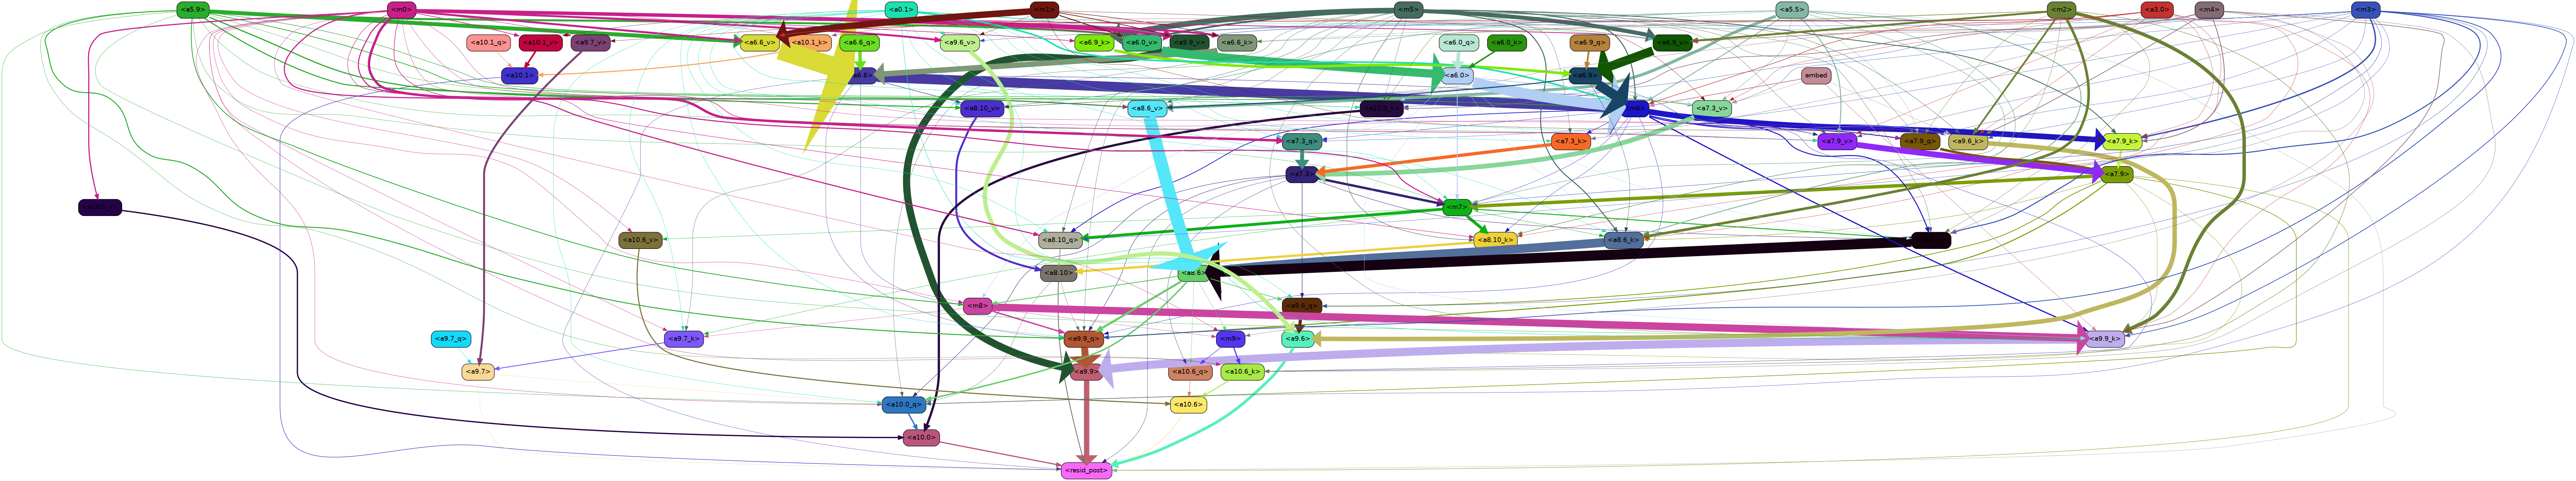 <a5.9> <m0> <a0.1> <m1> <m5> <a5.5> <m2> <a3.0> <m4> <m3>
<a10.1_q> <a10.1_v> <a9.7_v> <a6.6_v> <a10.1_k> <a6.6_q> <a9.6_v> <a6.9_k> <a6.0_v> <a9.9_v> <a6.6_k> <a6.0_q> <a6.0_k> <a6.9_q> <a6.9_v>
<a10.1> <a6.6> <a6.0> <a6.9> embed
<a8.10_v> <a8.6_v> <m6> <a7.3_v>
<a7.3_q> <a7.3_k> <a7.9_v> <a7.9_q> <a9.6_k> <a7.9_k>
<a7.3> <a7.9>
<m7>
<a10.6_v> <a8.10_q> <a8.10_k> <a8.6_k>
<a8.10> <a8.6>
<m8> <a9.6_q>
<a9.7_q> <a9.7_k> <a9.9_q> <m9> <a9.6> <a9.9_k>
<a9.7> <a9.9> <a10.6_q> <a10.6_k>
<a10.0_q> <a10.6>
<a10.0>
<resid_post>